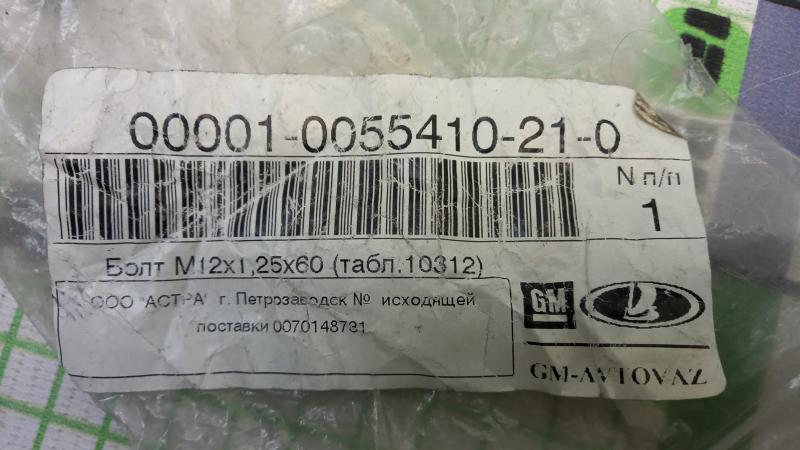 00001-0055410-21-0
N п/п
1
Болт М12х1,25х60 (табл.10312)
ООО "АСТРА" г. Петрозаводск № исходящей
поставки 0070148731
GM
GM-AVTOVAZ